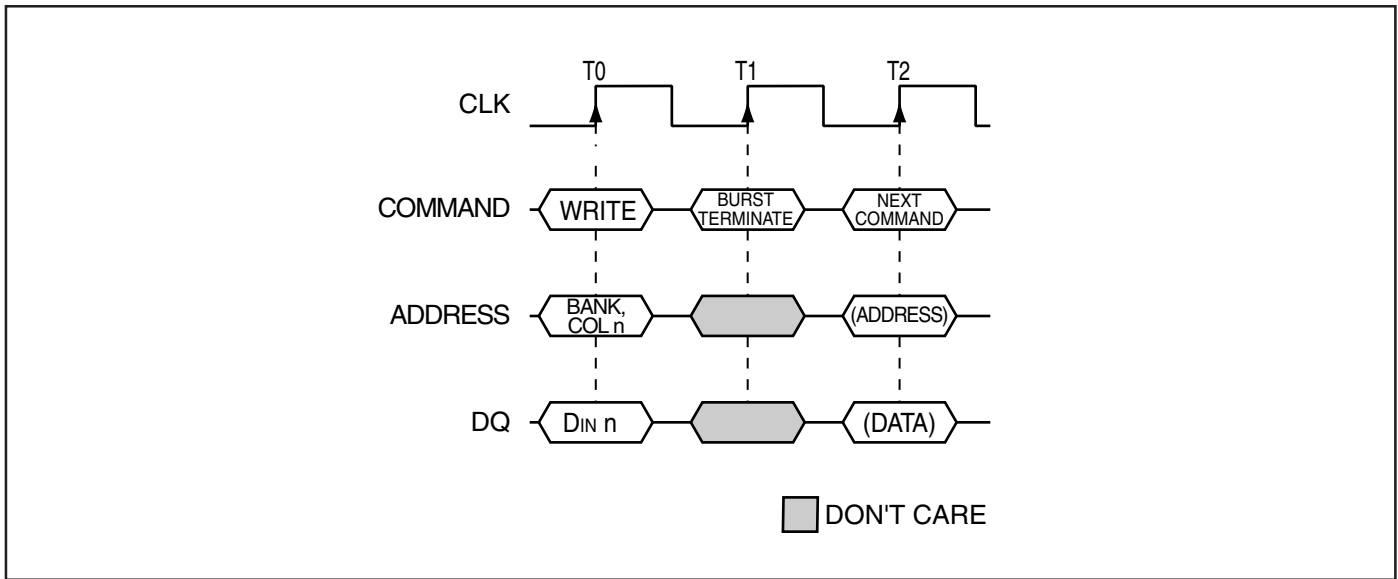 T0 T1 T2
CLK
COMMAND WRITE BURST TERMINATE NEXT COMMAND
ADDRESS BANK, COL n (ADDRESS)
DQ DIN n (DATA)
DON'T CARE